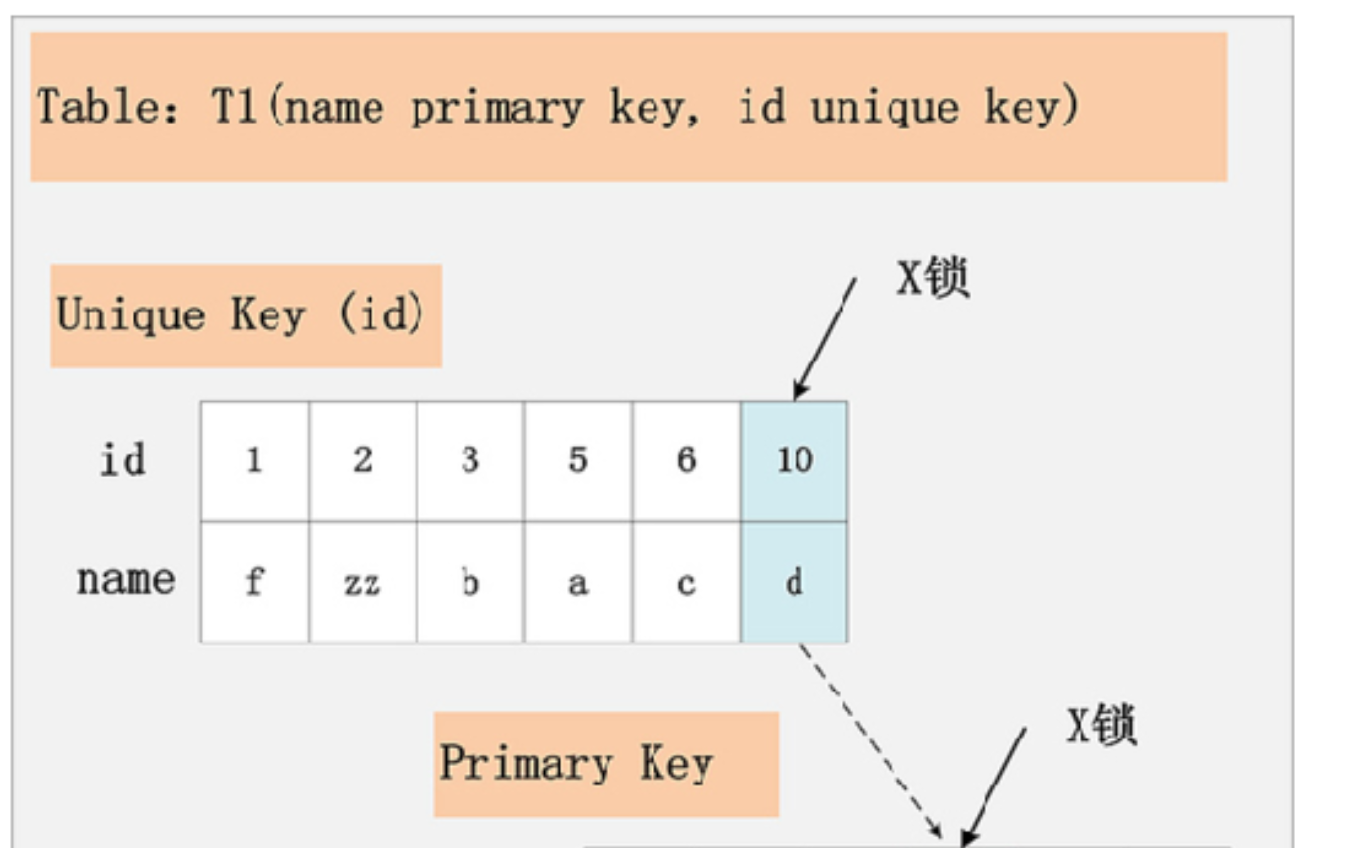 Table: T1(name primary key, id unique key)
X锁
Unique Key (id)
id 1 2 3 5 6 10
name f zz b a c d
X锁
Primary Key